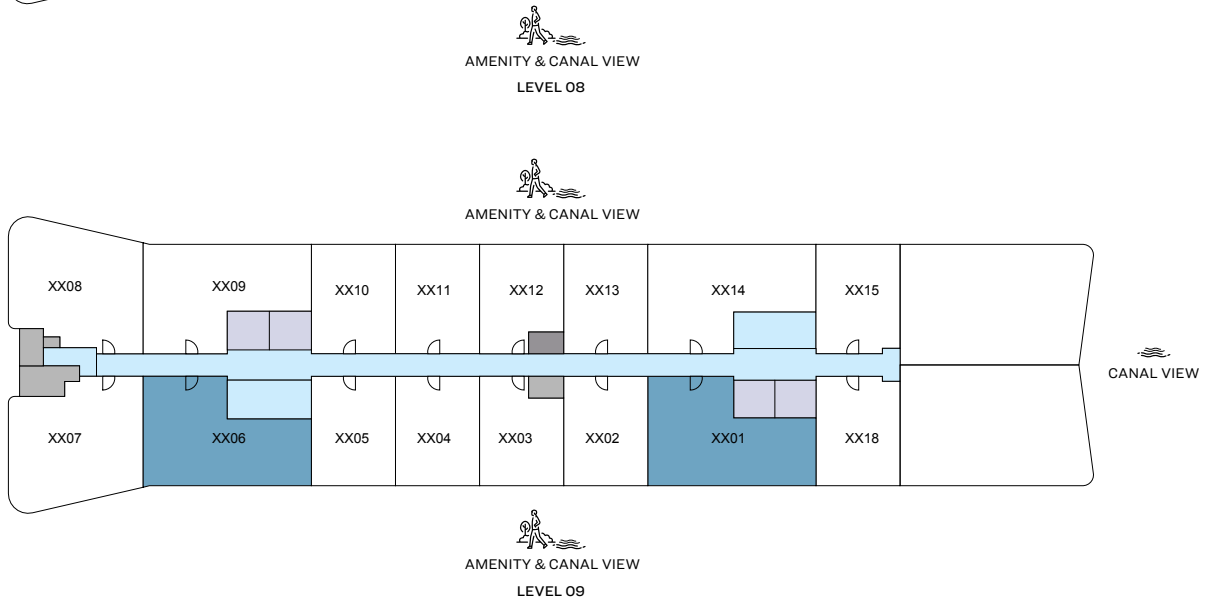 AMENITY & CANAL VIEW
LEVEL 08
AMENITY & CANAL VIEW
XX08
XX09
XX10
XX11
XX12
XX13
XX14
XX15
CANAL VIEW
XX07
XX06
XX05
XX04
XX03
XX02
XX01
XX18
AMENITY & CANAL VIEW
LEVEL 09